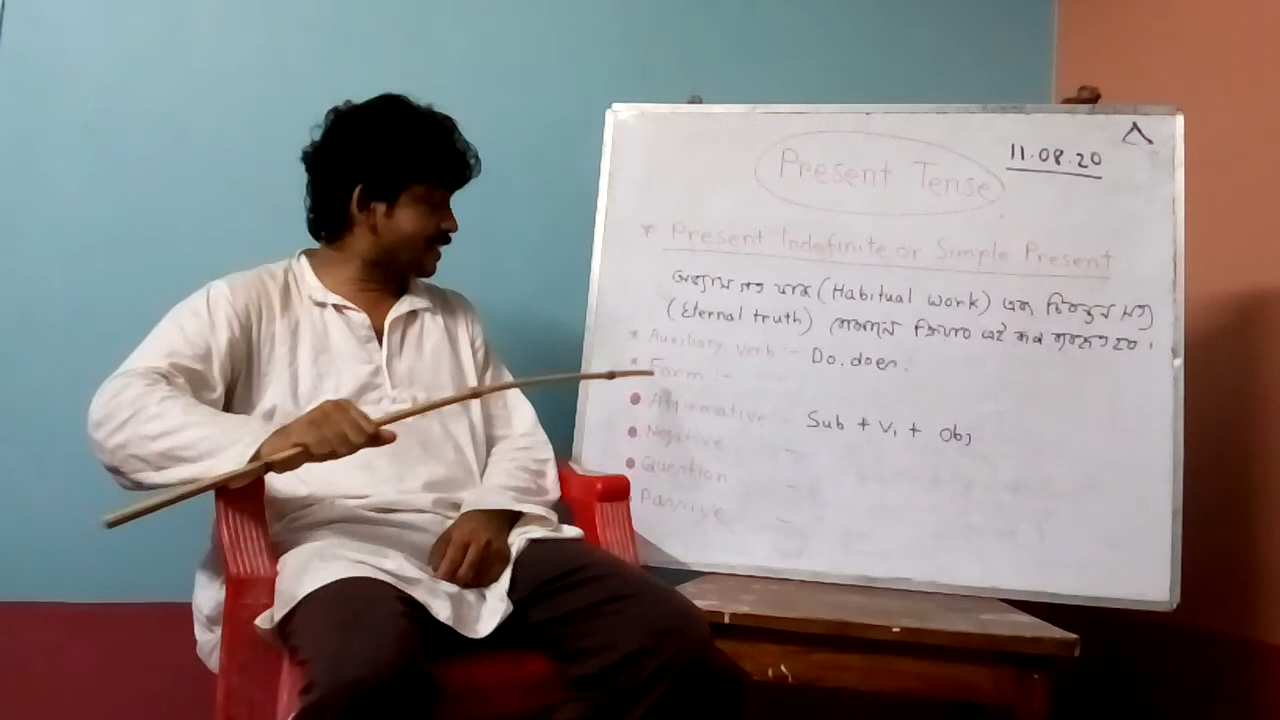 11.08.20
Present Tense
* Present Indefinite or Simple Present
অভ্যাস গত কাজ (Habitual work) এবং চিরন্তন সত্য
(Eternal truth) বোঝালে ক্রিয়ার এই রূপ ব্যবহৃত হয়।
* Auxiliary verb :- Do. does.
* Form :-
Affirmative Sub + V1 + Obj
Negative -
Question -
Passive -